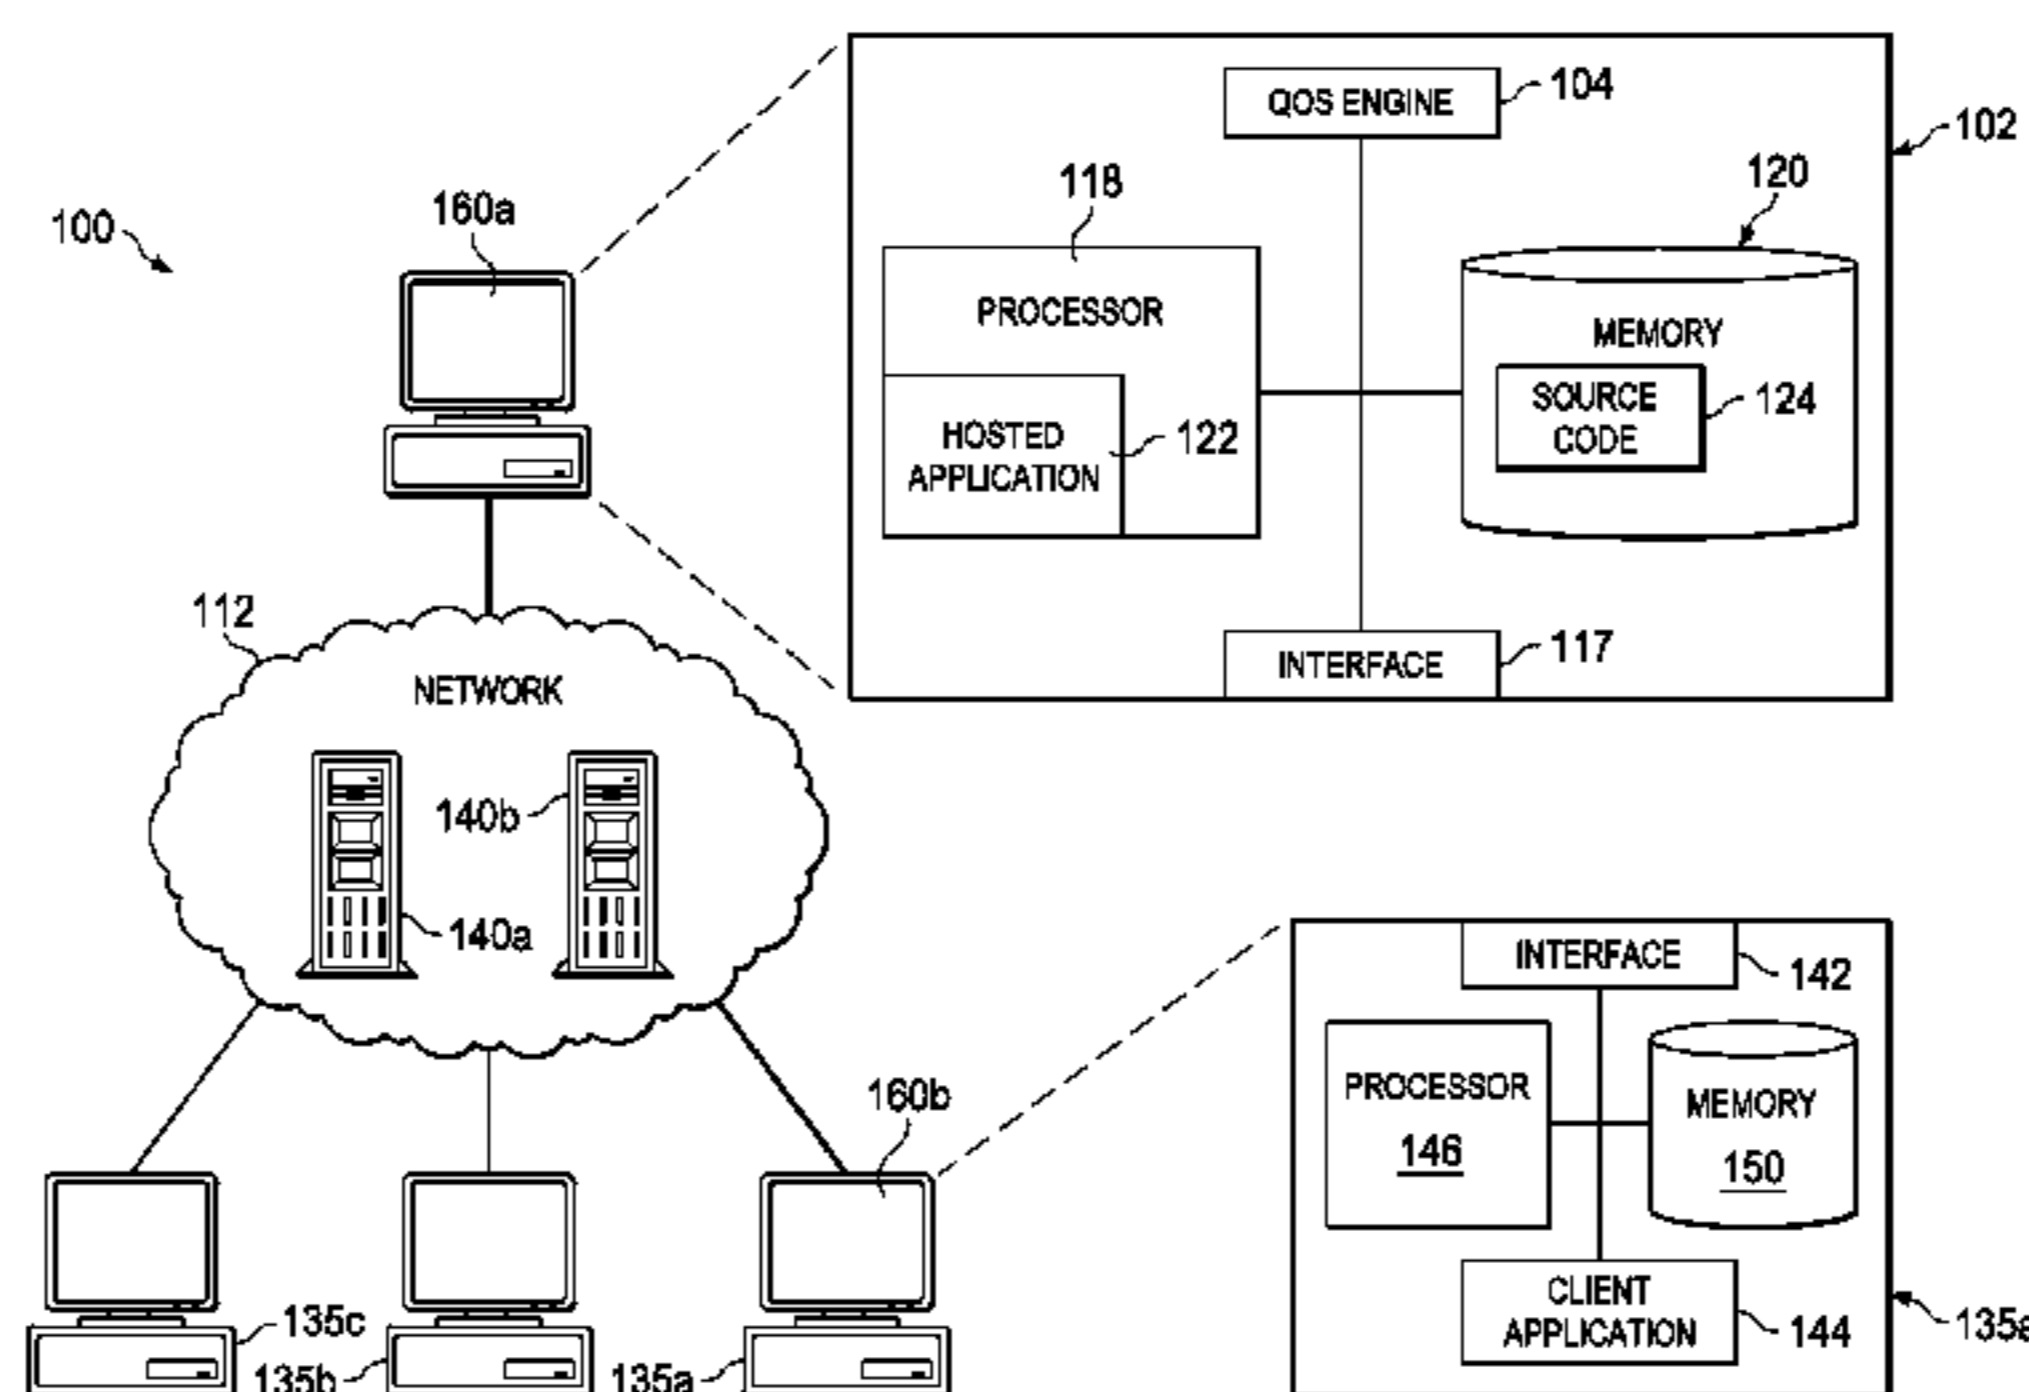 100
160a
QOS ENGINE
104
102
118
120
PROCESSOR
MEMORY
HOSTED
APPLICATION
122
SOURCE
CODE
124
INTERFACE
117
112
NETWORK
140b
140a
160b
INTERFACE
142
PROCESSOR
146
MEMORY
150
CLIENT
APPLICATION
144
135a
135c
135b
135a